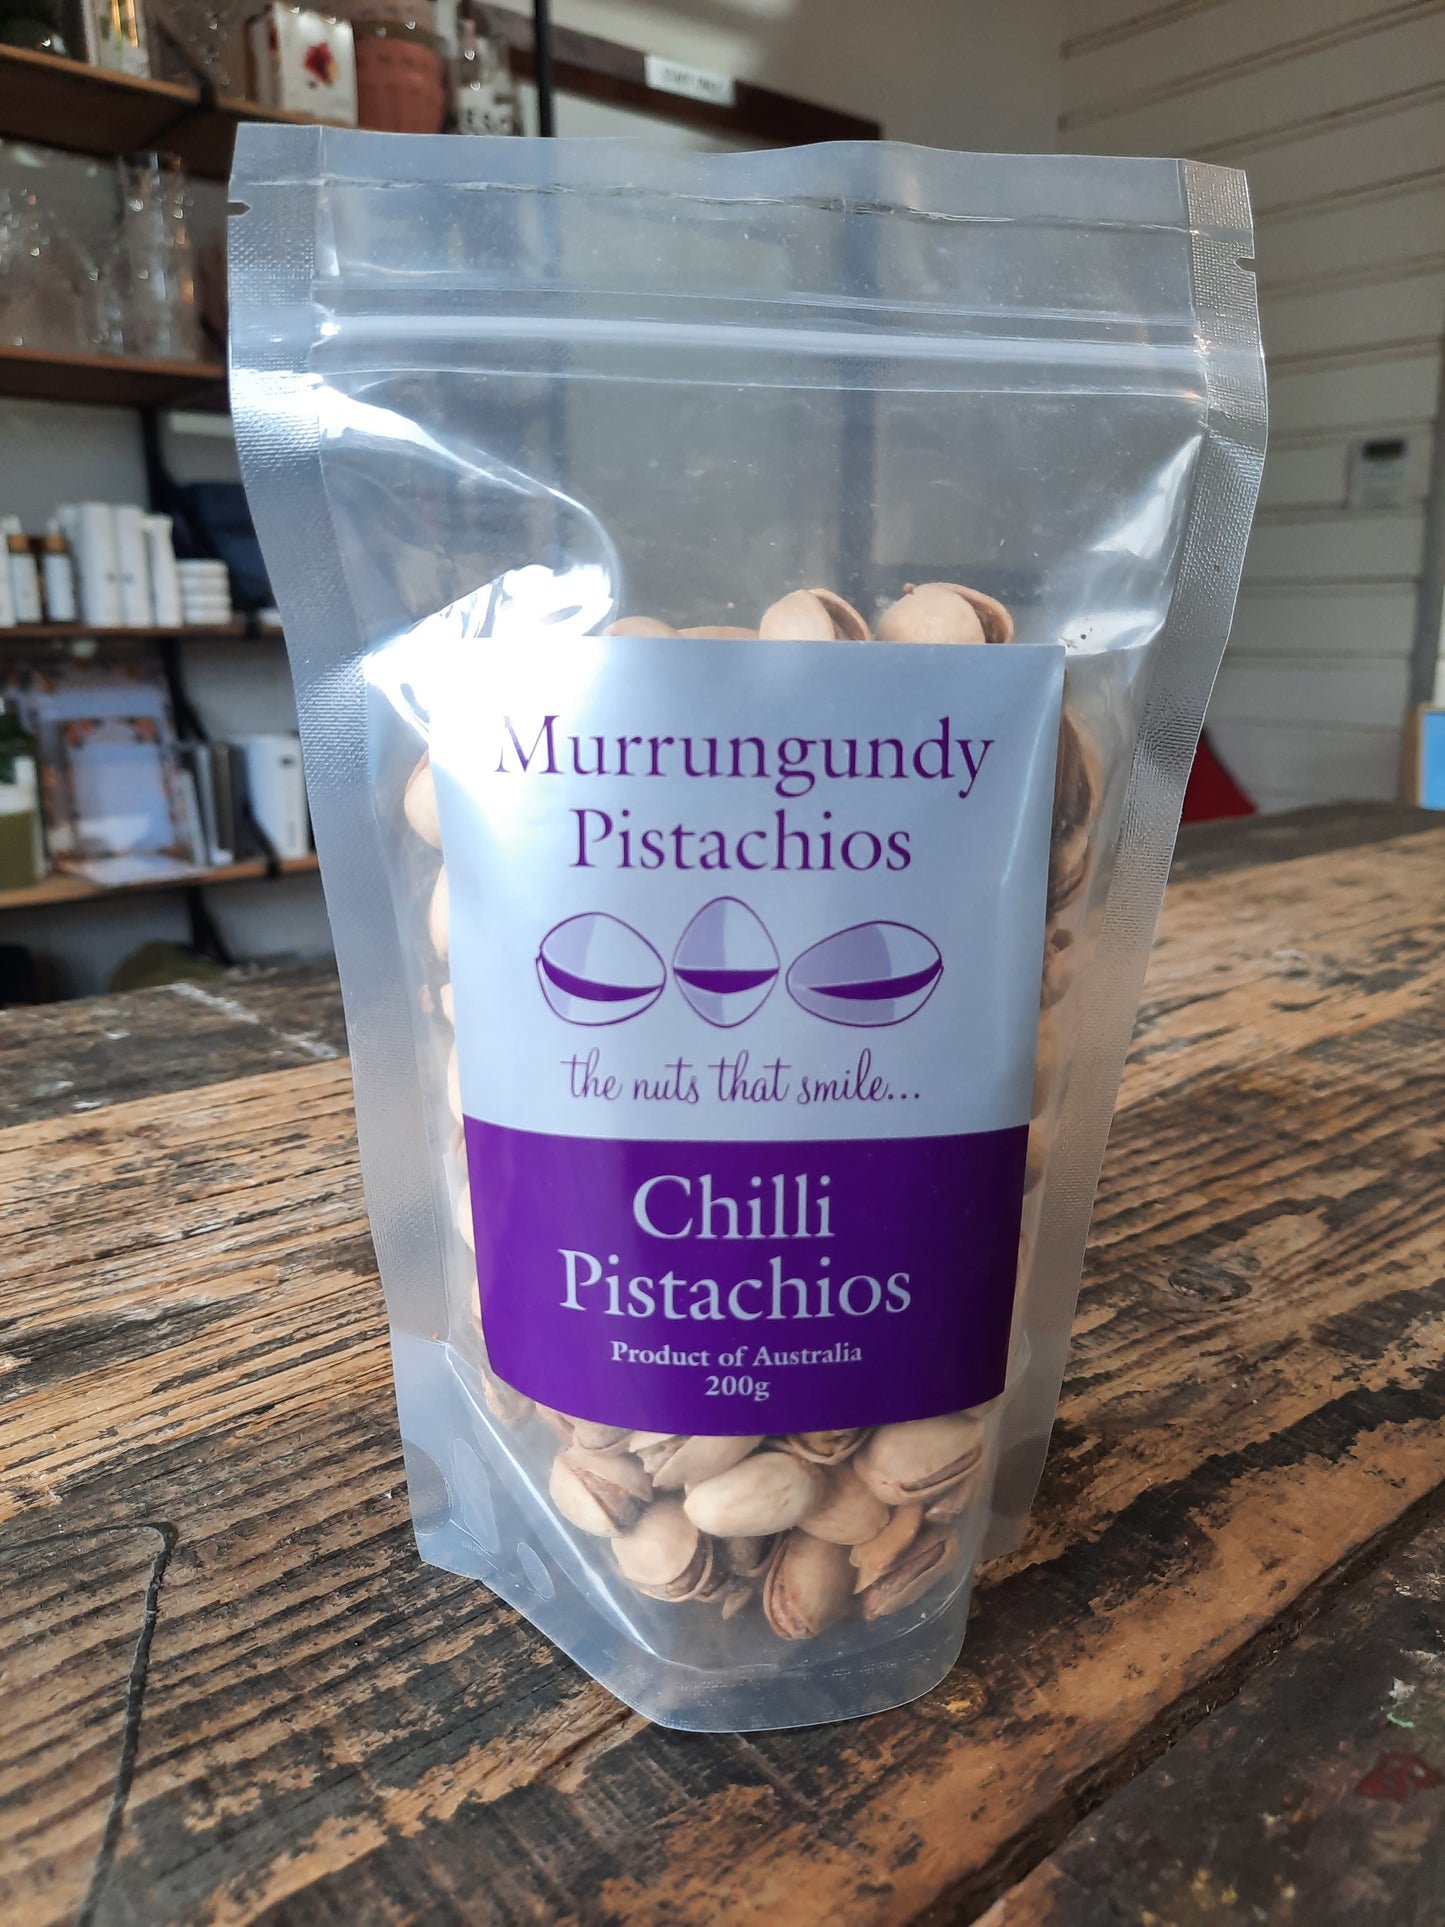 Murrungundy
Pistachios
the nuts that smile...
Chilli
Pistachios
Product of Australia
200g